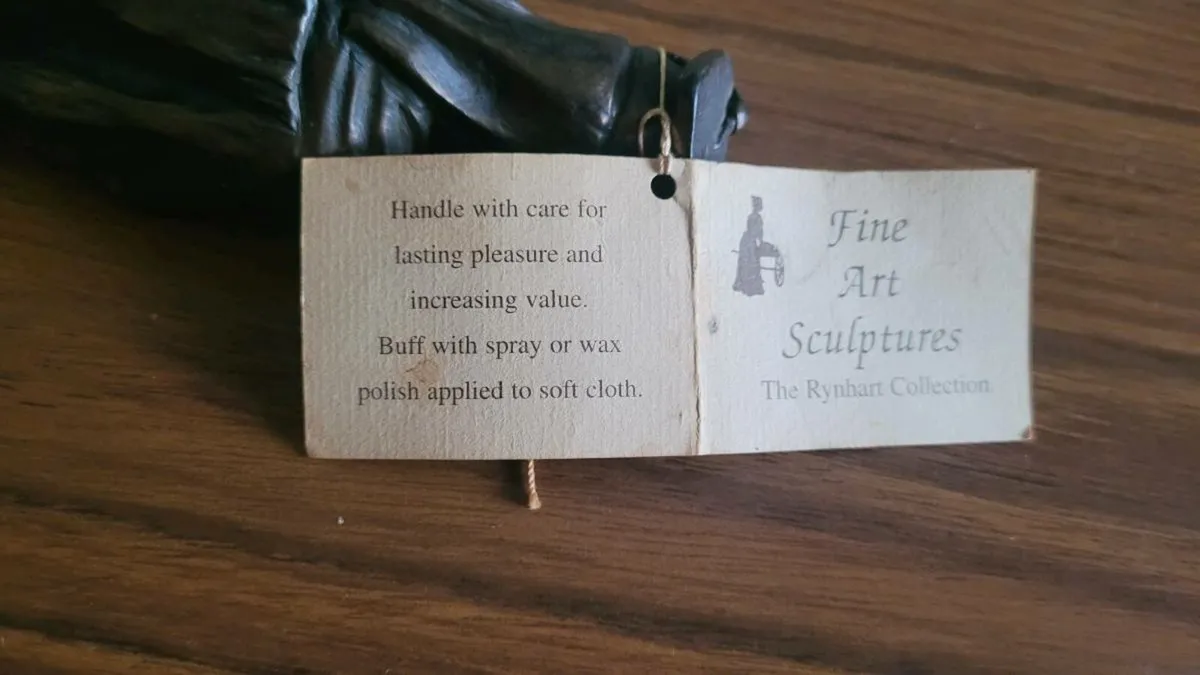 Handle with care for
lasting pleasure and
increasing value.
Buff with spray or wax
polish applied to soft cloth.
Fine
Art
Sculptures
The Rynhart Collection